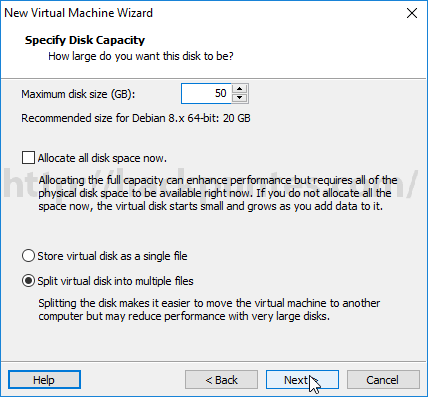 New Virtual Machine Wizard
Specify Disk Capacity
How large do you want this disk to be?
Maximum disk size (GB):
50
Recommended size for Debian 8.x 64-bit: 20 GB
Allocate all disk space now.
Allocating the full capacity can enhance performance but requires all of the
physical disk space to be available right now. If you do not allocate all the
space now, the virtual disk starts small and grows as you add data to it.
Store virtual disk as a single file
Split virtual disk into multiple files
Splitting the disk makes it easier to move the virtual machine to another
computer but may reduce performance with very large disks.
Help
< Back
Next >
Cancel